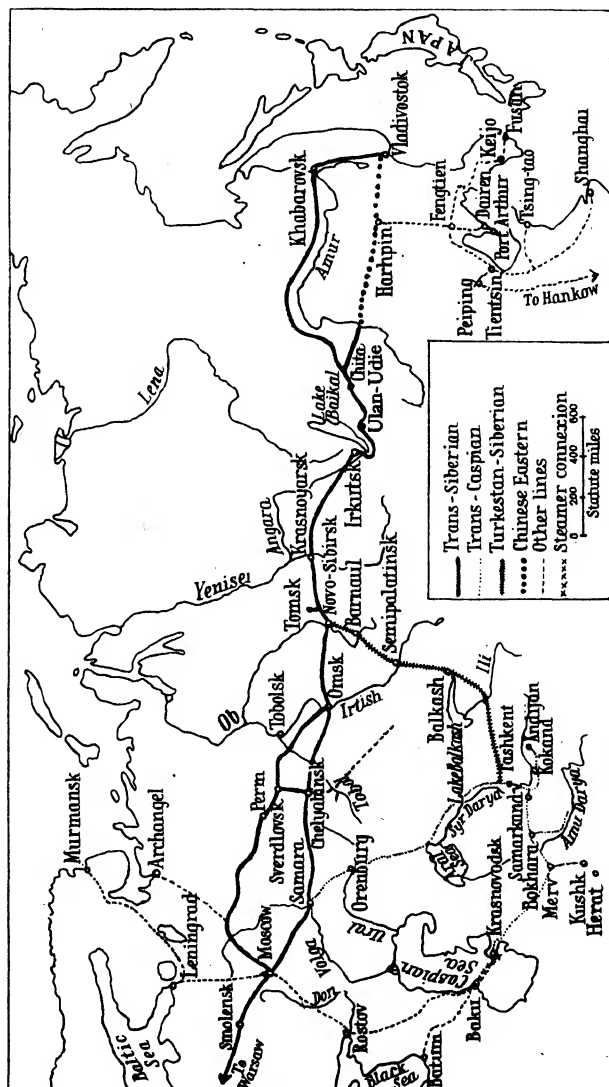 Murmansk
Archangel
Leningrad
Baltic
Sea
Smolensk
To
Warsaw
Moscow
Perm
Sverdlovsk
Chelyabinsk
Samara
Volga
Don
Rostov
Black
Sea
Batum
Baku
Caspian
Sea
Ural
Orenburg
Aral
Sea
Syr Darya
Krasnovodsk
Samarkand
Bokhara
Merv
Kushk
Herat
Amu Darya
Andijan
Kokand
Tashkent
Lake Balkash
Balkash
Ili
Tobol
Tobolsk
Ob
Omsk
Irtish
Semipalatinsk
Barnaul
Novo-Sibirsk
Tomsk
Yenisei
Krasnoyarsk
Angara
Irkutsk
Lake
Baikal
Ulan-Udie
Chita
Lena
Amur
Khabarovsk
Vladivostok
Harhpin
Fengtien
Dairen
Port Arthur
Keijo
Fusan
Tsing-tao
Shanghai
Peiping
Tientsin
To Hankow
JAPAN
Trans-Siberian
Trans-Caspian
Turkestan-Siberian
Chinese Eastern
Other lines
Steamer connexion
0 200 400 600
Statute miles